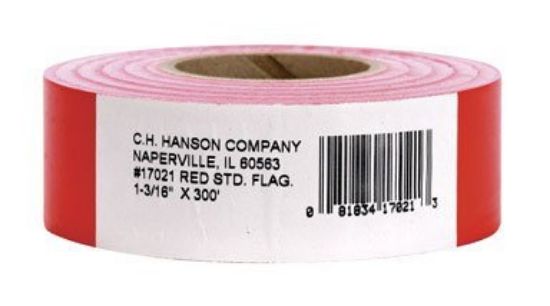 C.H. HANSON COMPANY
NAPERVILLE, IL 60563
#17021 RED STD. FLAG.
1-3/16" X 300'
0 81834 17021 3